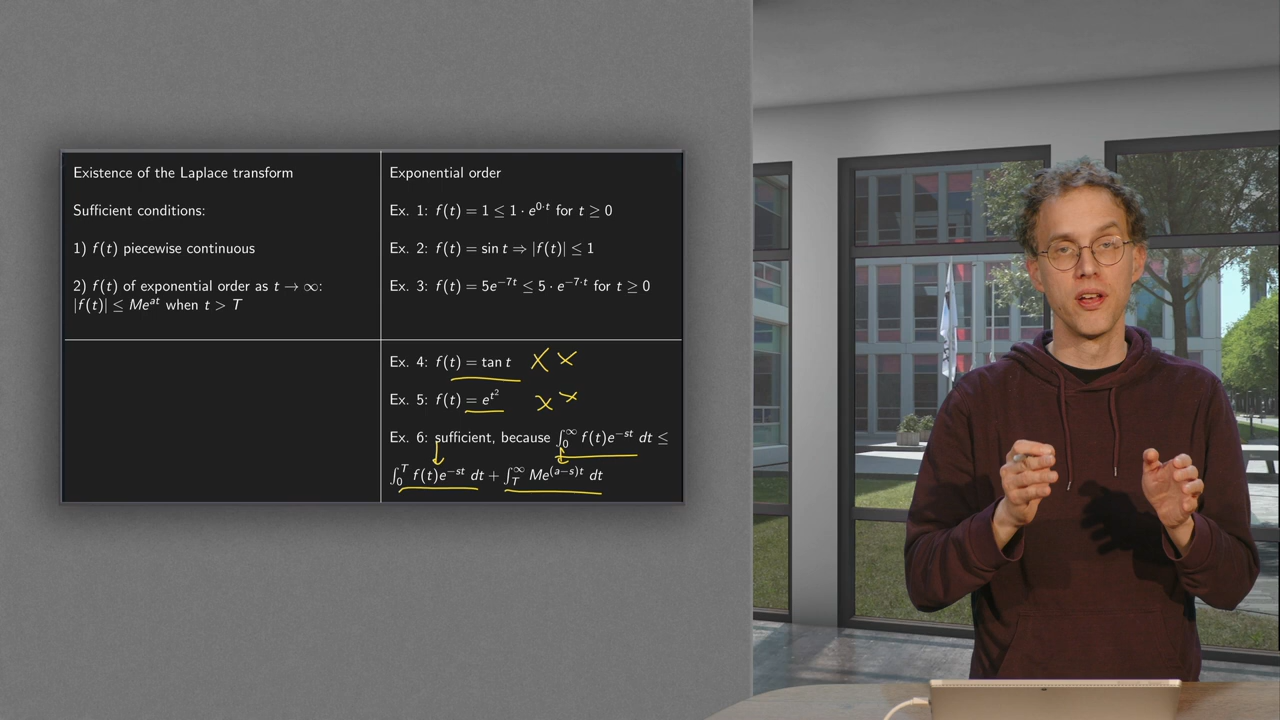 Existence of the Laplace transform
Sufficient conditions:
1) f(t) piecewise continuous
2) f(t) of exponential order as t → ∞:
|f(t)| ≤ Me^{at} when t > T
Exponential order
Ex. 1: f(t) = 1 ≤ 1 · e^{0·t} for t ≥ 0
Ex. 2: f(t) = sin t ⇒ |f(t)| ≤ 1
Ex. 3: f(t) = 5e^{−7t} ≤ 5 · e^{−7·t} for t ≥ 0
Ex. 4: f(t) = tan t X X
Ex. 5: f(t) = e^{t^2} X X
Ex. 6: sufficient, because ∫_0^∞ f(t)e^{−st} dt ≤
∫_0^T f(t)e^{−st} dt + ∫_T^∞ Me^{(a−s)t} dt